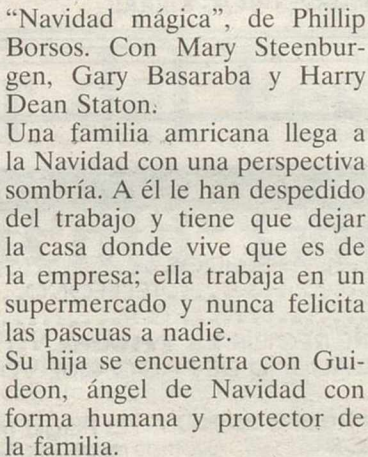 “Navidad mágica”, de Phillip
Borsos. Con Mary Steenbur-
gen, Gary Basaraba y Harry
Dean Staton.
Una familia amricana llega a
la Navidad con una perspectiva
sombría. A él le han despedido
del trabajo y tiene que dejar
la casa donde vive que es de
la empresa; ella trabaja en un
supermercado y nunca felicita
las pascuas a nadie.
Su hija se encuentra con Gui-
deon, ángel de Navidad con
forma humana y protector de
la familia.